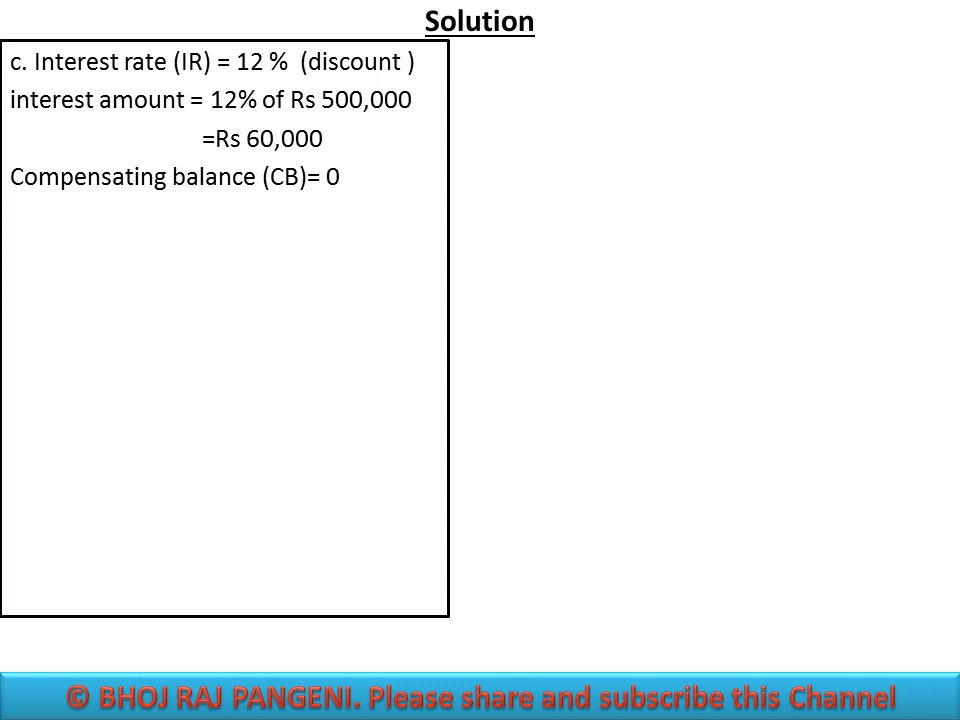 Solution
c. Interest rate (IR) = 12 % (discount )
interest amount = 12% of Rs 500,000
=Rs 60,000
Compensating balance (CB)= 0
© BHOJ RAJ PANGENI. Please share and subscribe this Channel